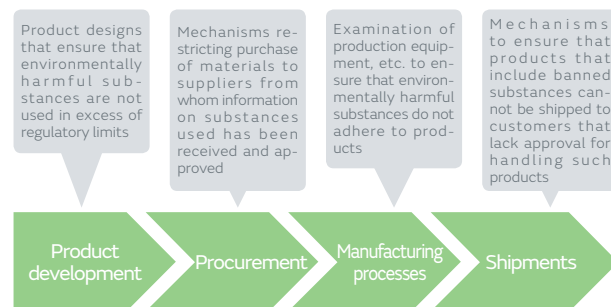 Product designs
that ensure that
environmentally
harmful sub-
stances are not
used in excess of
regulatory limits
Mechanisms re-
stricting purchase
of materials to
suppliers from
whom information
on substances
used has been
received and ap-
proved
Examination of
production equip-
ment, etc. to en-
sure that environ-
mentally harmful
substances do not
adhere to prod-
ucts
Mechanisms
to ensure that
products that
include banned
substances can-
not be shipped to
customers that
lack approval for
handling such
products
Product
development
Procurement
Manufacturing
processes
Shipments